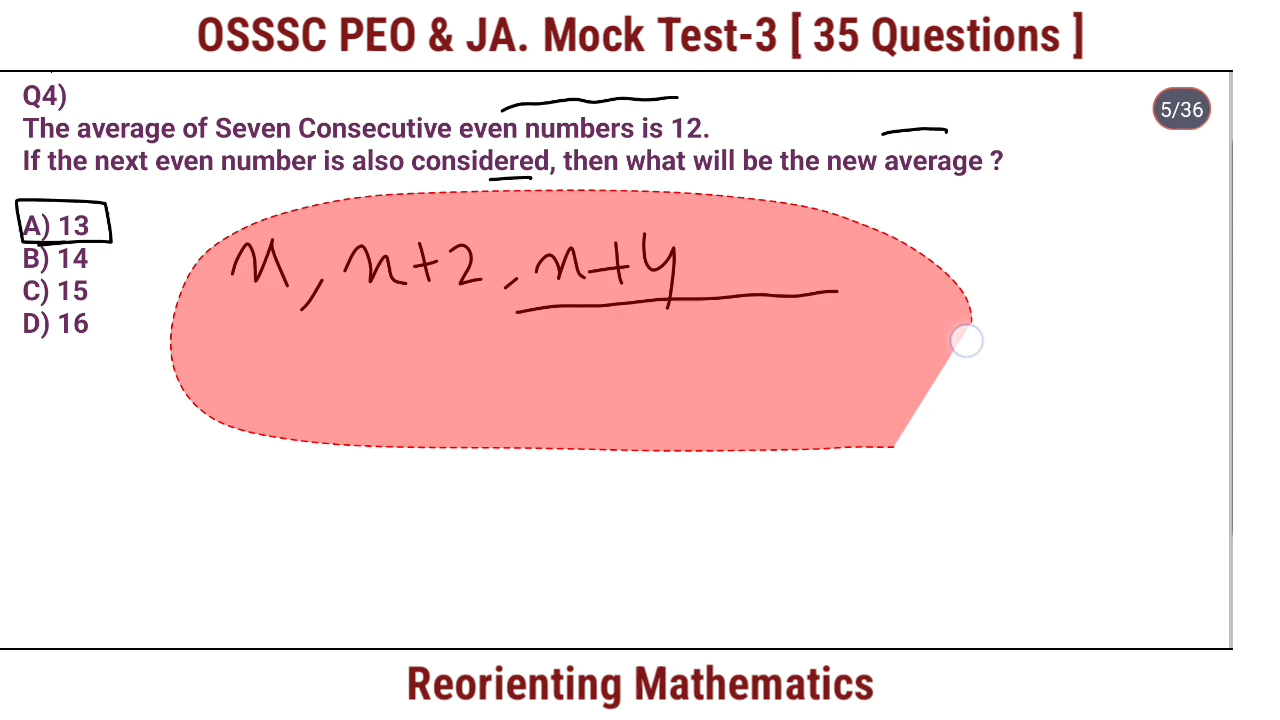 OSSSC PEO & JA. Mock Test-3 [ 35 Questions ]
Q4)
5/36
The average of Seven Consecutive even numbers is 12.
If the next even number is also considered, then what will be the new average ?
A) 13
B) 14
C) 15
D) 16
x, x+2, x+4
Reorienting Mathematics